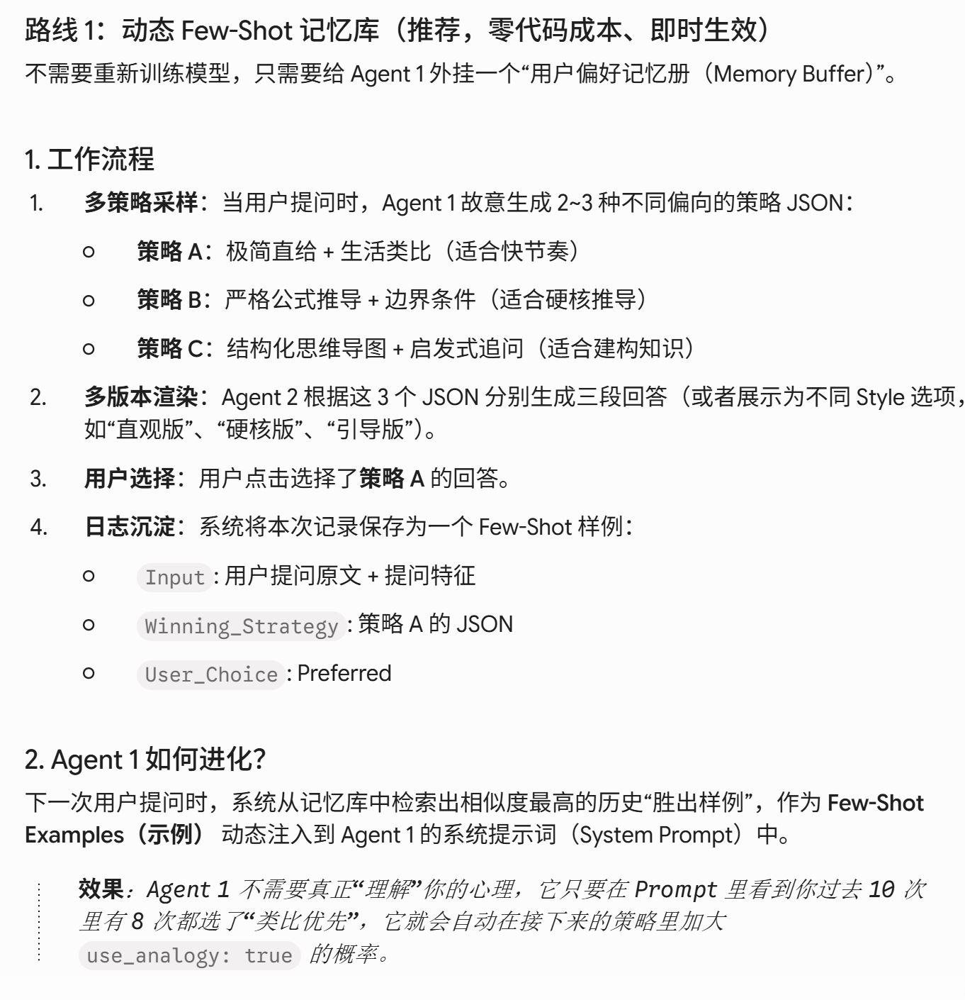 路线 1：动态 Few-Shot 记忆库（推荐，零代码成本、即时生效）
不需要重新训练模型，只需要给 Agent 1 外挂一个“用户偏好记忆册（Memory Buffer）”。
1. 工作流程
1. 多策略采样：当用户提问时，Agent 1 故意生成 2~3 种不同偏向的策略 JSON：
策略 A：极简直给 + 生活类比（适合快节奏）
策略 B：严格公式推导 + 边界条件（适合硬核推导）
策略 C：结构化思维导图 + 启发式追问（适合建构知识）
2. 多版本渲染：Agent 2 根据这 3 个 JSON 分别生成三段回答（或者展示为不同 Style 选项，
如“直观版”、“硬核版”、“引导版”）。
3. 用户选择：用户点击选择了策略 A 的回答。
4. 日志沉淀：系统将本次记录保存为一个 Few-Shot 样例：
Input: 用户提问原文 + 提问特征
Winning_Strategy: 策略 A 的 JSON
User_Choice: Preferred
2. Agent 1 如何进化？
下一次用户提问时，系统从记忆库中检索出相似度最高的历史“胜出样例”，作为 Few-Shot
Examples（示例） 动态注入到 Agent 1 的系统提示词（System Prompt）中。
效果：Agent 1 不需要真正“理解”你的心理，它只要在 Prompt 里看到你过去 10 次
里有 8 次都选了“类比优先”，它就会自动在接下来的策略里加大
use_analogy: true 的概率。